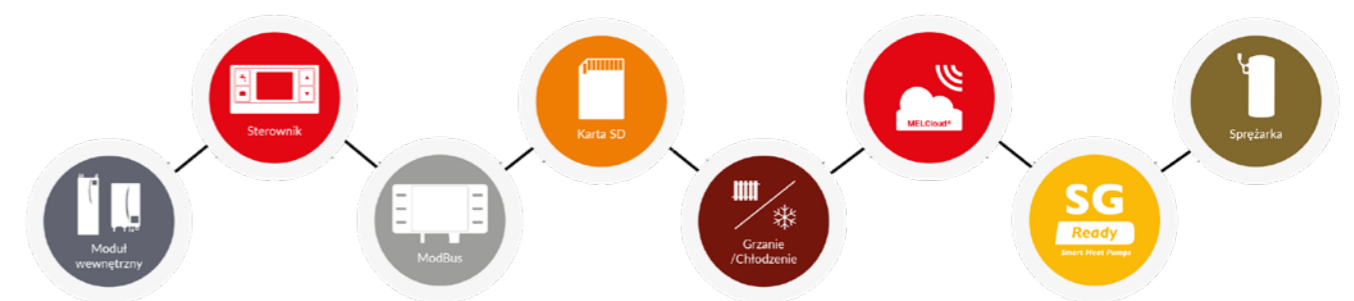 Moduł
wewnętrzny
Sterownik
ModBus
Karta SD
Grzanie
/Chłodzenie
MELCloud®
SG
Ready
Smart Heat Pumps
Sprężarka